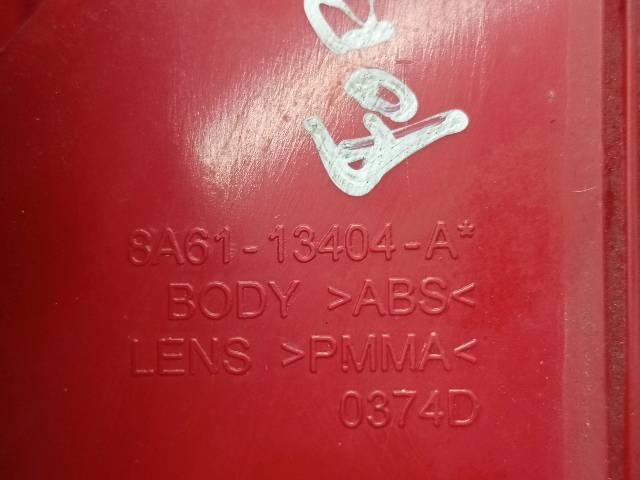 8A61-13404-A*
BODY >ABS<
LENS >PMMA<
0374D